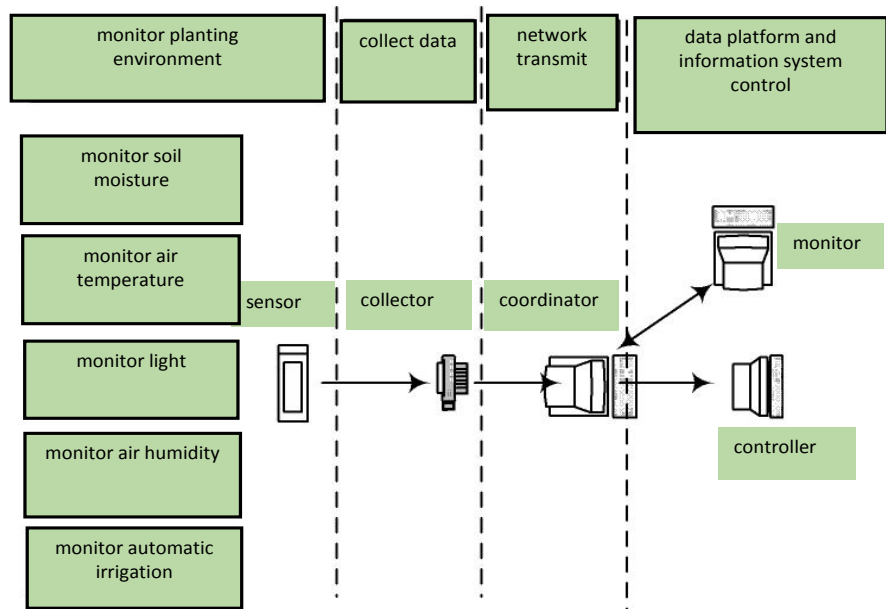 monitor planting
environment
collect data
network
transmit
data platform and
information system
control
monitor soil
moisture
monitor air
temperature
monitor light
monitor air humidity
monitor automatic
irrigation
sensor
collector
coordinator
monitor
controller